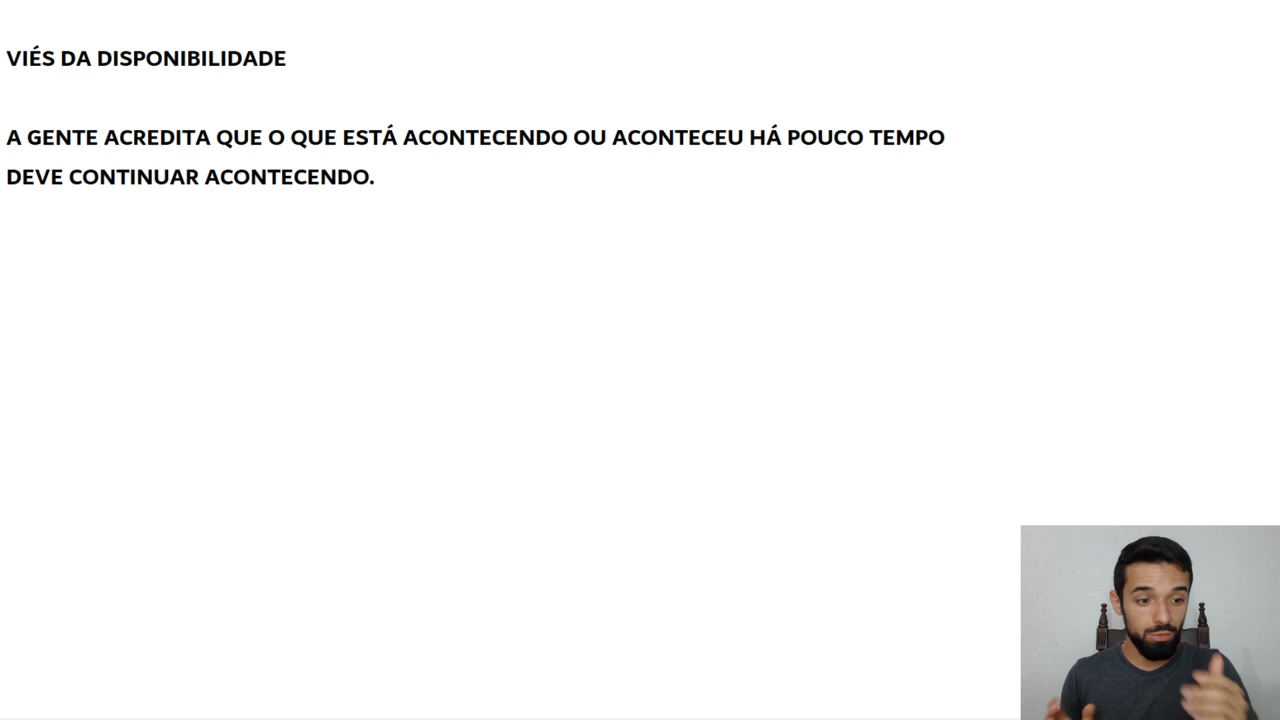 VIÉS DA DISPONIBILIDADE
A GENTE ACREDITA QUE O QUE ESTÁ ACONTECENDO OU ACONTECEU HÁ POUCO TEMPO
DEVE CONTINUAR ACONTECENDO.